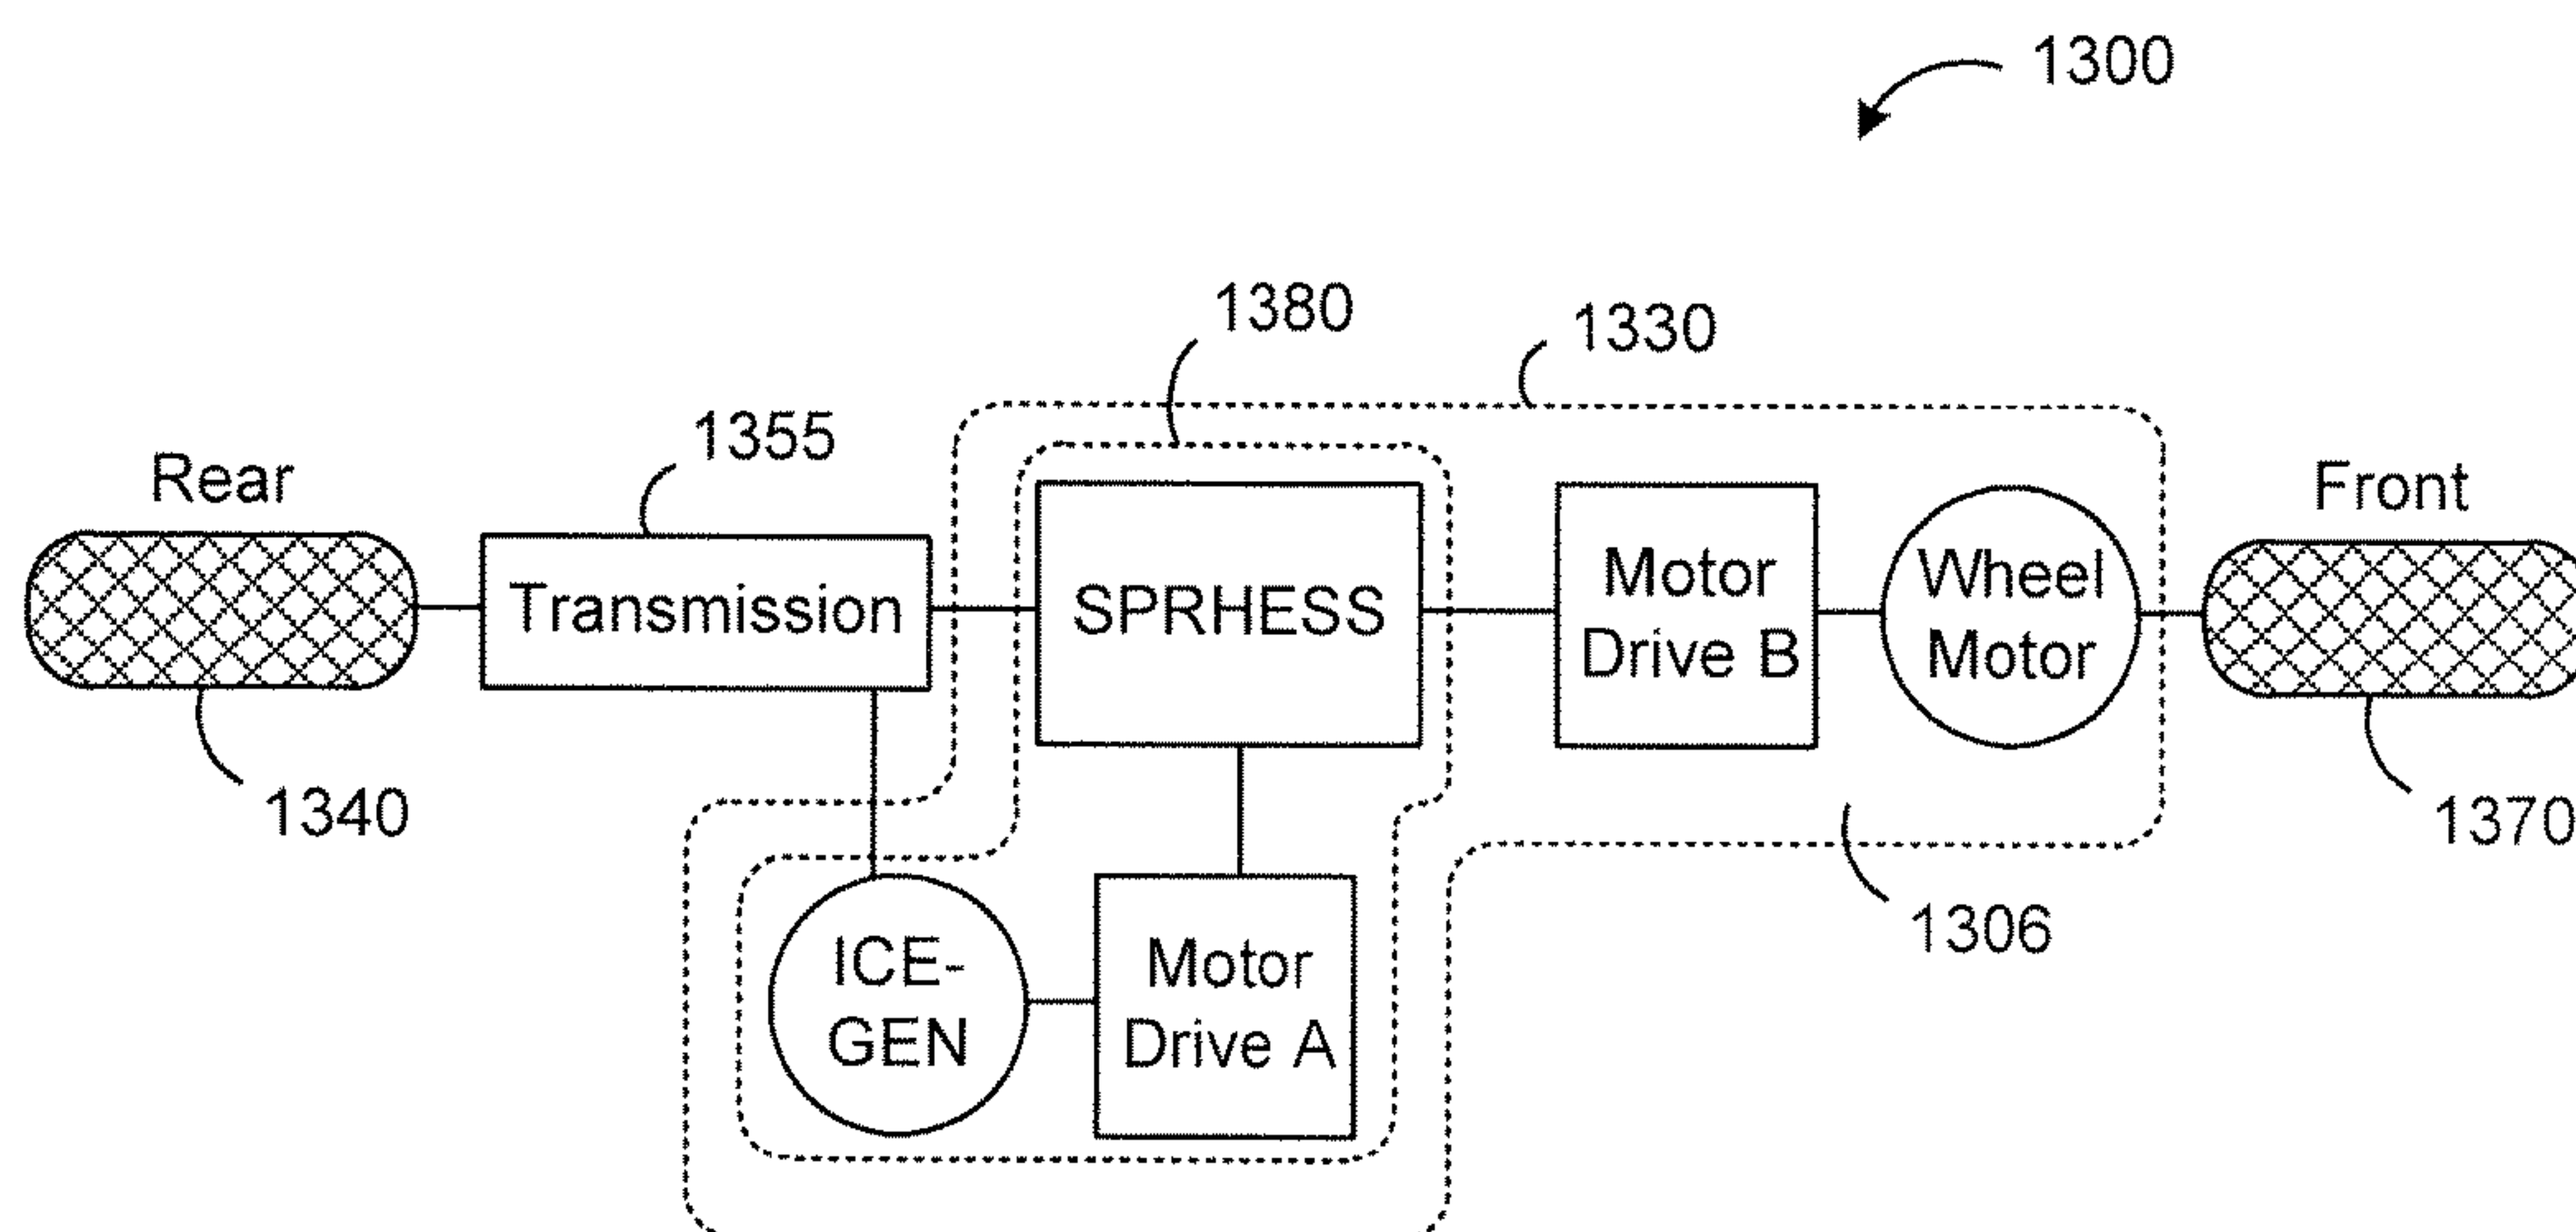 1300
1380
1330
1355
Rear
Front
Transmission
SPRHESS
Motor
Drive B
Wheel
Motor
1340
1370
1306
ICE-
GEN
Motor
Drive A